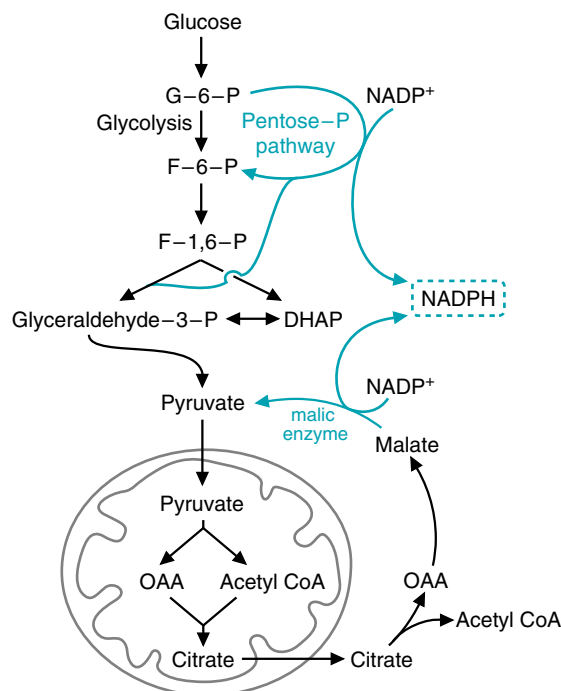 Glucose
G–6–P
NADP+
Glycolysis
Pentose–P
pathway
F–6–P
F–1,6–P
NADPH
Glyceraldehyde–3–P
DHAP
NADP+
Pyruvate
malic
enzyme
Malate
Pyruvate
OAA
Acetyl CoA
OAA
Acetyl CoA
Citrate
Citrate